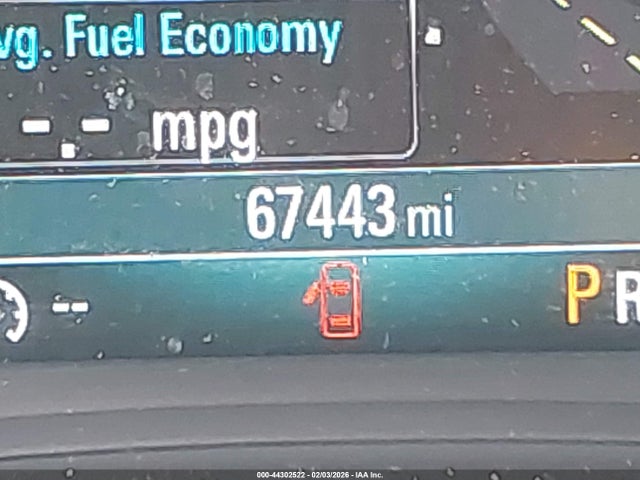 vg. Fuel Economy
--.-- mpg
67443 mi
-- P R
000-44302522 - 02/03/2026 - IAA Inc.